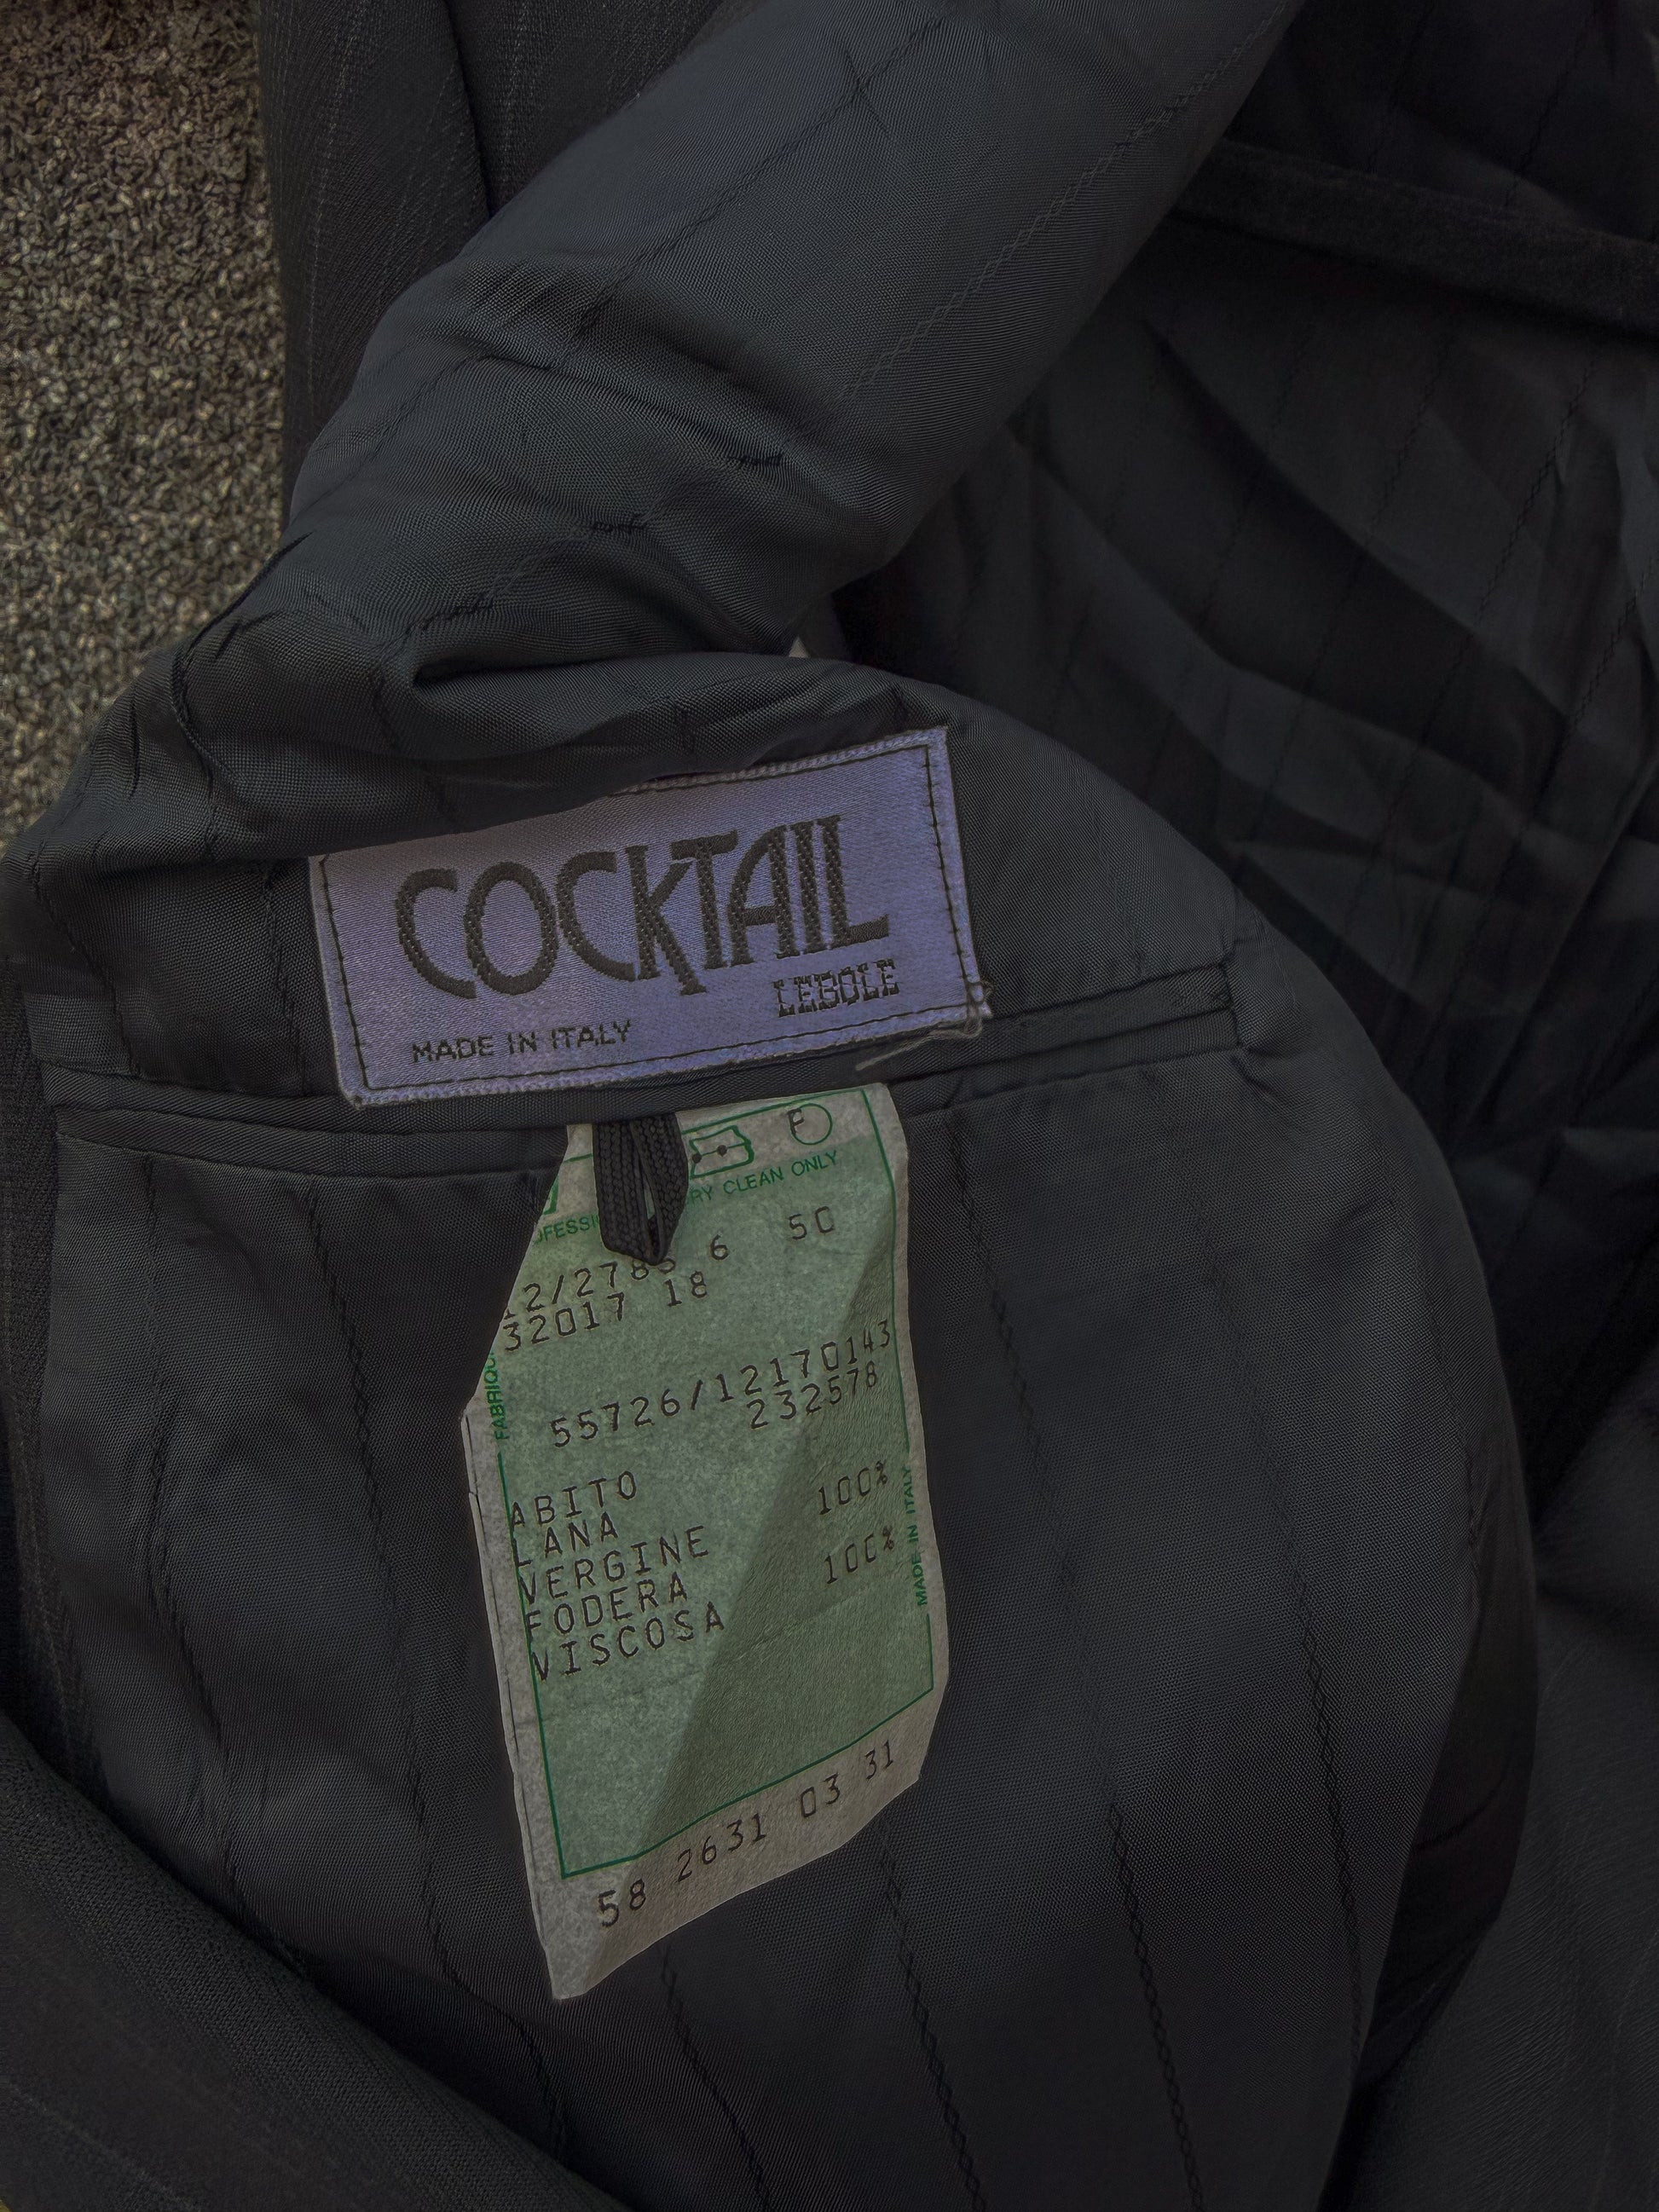 COCKTAIL
LEBOLE
MADE IN ITALY
F
DRY CLEAN ONLY
6 50
32017 18
55726/12170143
232578
ABITO 100%
LANA
VERGINE
FODERA 100%
VISCOSA
MADE IN ITALY
58 2631 03 31